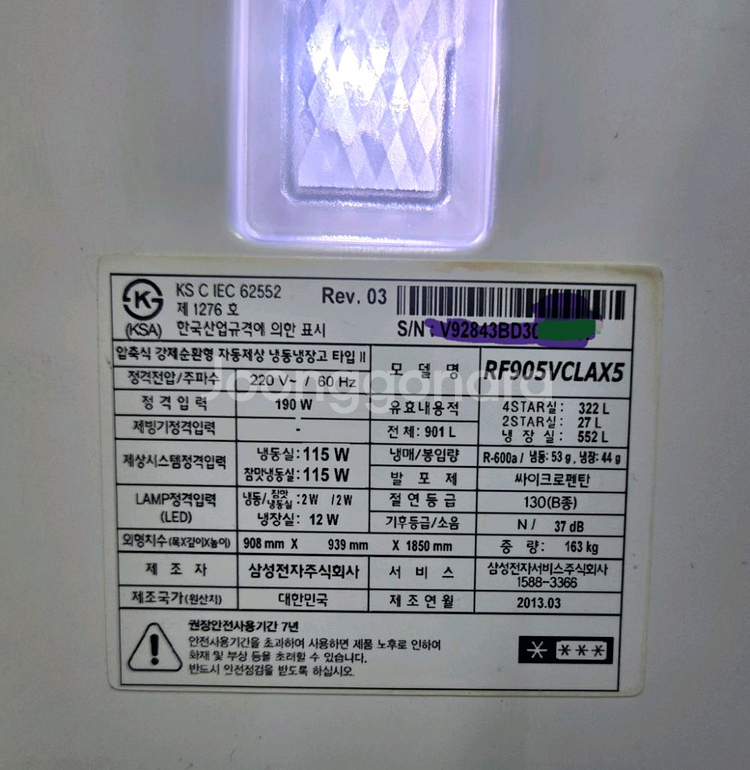 KS C IEC 62552
제 1276 호
(KSA) 한국산업규격에 의한 표시
Rev. 03
S/N : V92843BD30
압축식 강제순환형 자동제상 냉동냉장고 타입 II
모 델 명 RF905VCLAX5
정격전압/주파수 220 V~ 60 Hz
정 격 입 력 190 W
유효내용적 4STAR실: 322 L
2STAR실: 27 L
냉 장 실: 552 L
전 체: 901 L
제빙기정격입력 -
제상시스템정격입력 냉동실: 115 W
참맛냉동실: 115 W
냉매/봉입량 R-600a / 냉동: 53 g, 냉장: 44 g
발 포 제 싸이크로펜탄
LAMP정격입력 (LED) 냉동/참맛냉동실 : 2 W / 2 W
냉장실: 12 W
절 연 등 급 130(B종)
기후등급/소음 N / 37 dB
외형치수(폭X깊이X높이) 908 mm X 939 mm X 1850 mm
중 량: 163 kg
제 조 자 삼성전자주식회사
서 비 스 삼성전자서비스주식회사
1588-3366
제조국가(원산지) 대한민국
제 조 연 월 2013.03
권장안전사용기간 7년
안전사용기간을 초과하여 사용하면 제품 노후로 인하여
화재 및 부상 등을 초래할 수 있습니다.
반드시 안전점검을 받도록 하십시오.
Joonggonara